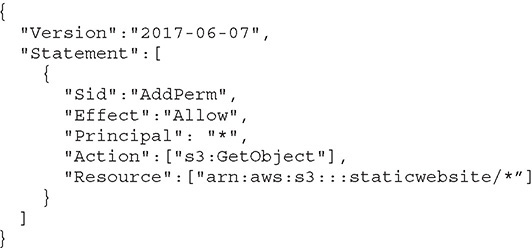 {
  "Version":"2017-06-07",
  "Statement":[
    {
      "Sid":"AddPerm",
      "Effect":"Allow",
      "Principal": "*",
      "Action":["s3:GetObject"],
      "Resource":["arn:aws:s3:::staticwebsite/*”]
    }
  ]
}